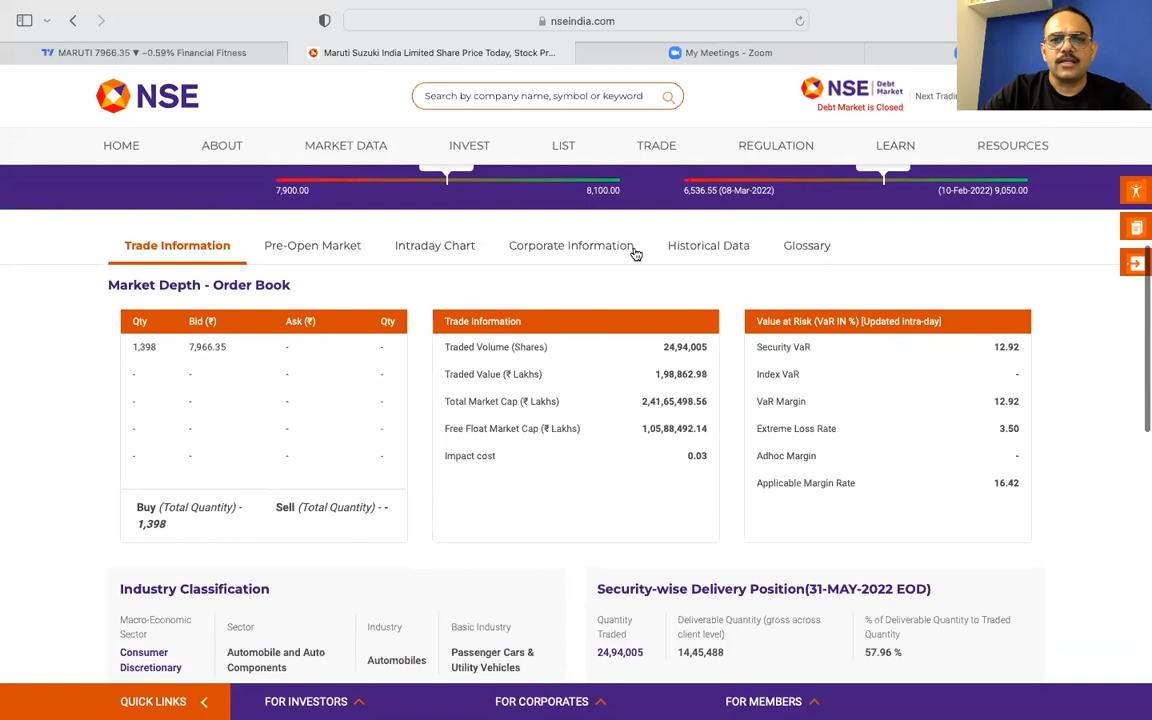 nseindia.com
MARUTI 7966.35 ▼ −0.59% Financial Fitness
Maruti Suzuki India Limited Share Price Today, Stock Pr...
My Meetings - Zoom
NSE
Search by company name, symbol or keyword
NSE Debt Market
Debt Market is Closed
HOME
ABOUT
MARKET DATA
INVEST
LIST
TRADE
REGULATION
LEARN
RESOURCES
7,900.00
8,100.00
6,536.55 (08-Mar-2022)
(10-Feb-2022) 9,050.00
Trade Information
Pre-Open Market
Intraday Chart
Corporate Information
Historical Data
Glossary
Market Depth - Order Book
Qty Bid (₹) Ask (₹) Qty
1,398 7,966.35 - -
- - - -
- - - -
- - - -
- - - -
Buy (Total Quantity) - 1,398
Sell (Total Quantity) - -
Trade Information
Traded Volume (Shares) 24,94,005
Traded Value (₹ Lakhs) 1,98,862.98
Total Market Cap (₹ Lakhs) 2,41,65,498.56
Free Float Market Cap (₹ Lakhs) 1,05,88,492.14
Impact cost 0.03
Value at Risk (VaR IN %) [Updated intra-day]
Security VaR 12.92
Index VaR -
VaR Margin 12.92
Extreme Loss Rate 3.50
Adhoc Margin -
Applicable Margin Rate 16.42
Industry Classification
Macro-Economic Sector
Consumer Discretionary
Sector
Automobile and Auto Components
Industry
Automobiles
Basic Industry
Passenger Cars & Utility Vehicles
Security-wise Delivery Position(31-MAY-2022 EOD)
Quantity Traded
24,94,005
Deliverable Quantity (gross across client level)
14,45,488
% of Deliverable Quantity to Traded Quantity
57.96 %
QUICK LINKS
FOR INVESTORS
FOR CORPORATES
FOR MEMBERS